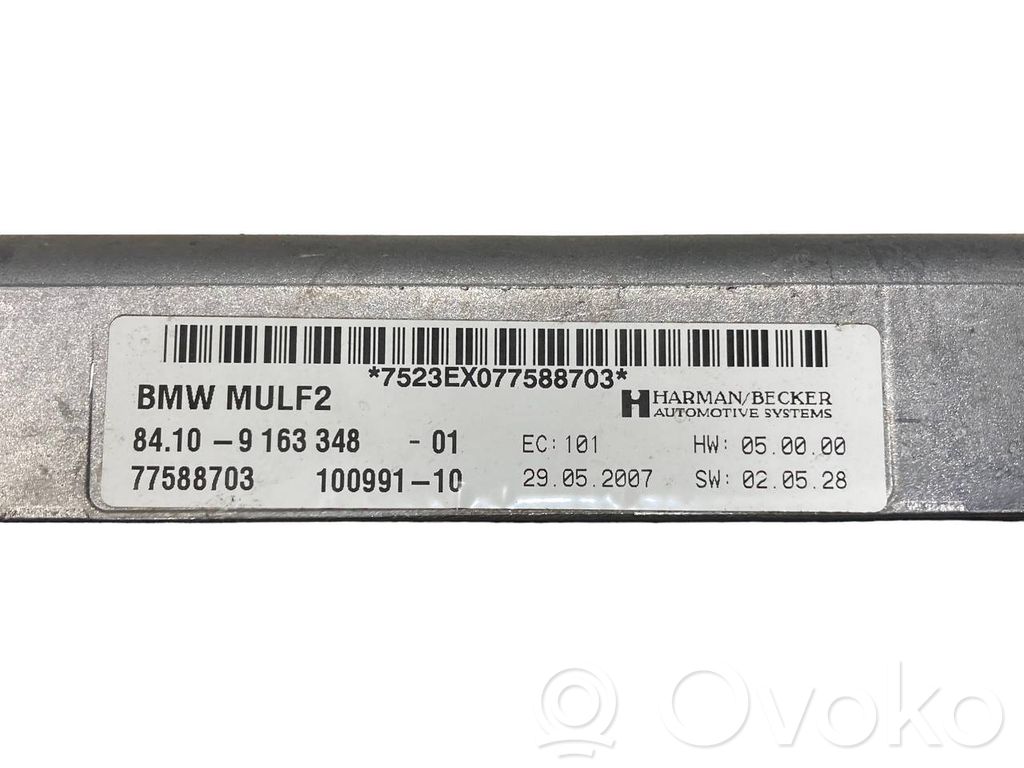 *7523EX077588703*
BMW MULF2
HARMAN/BECKER
AUTOMOTIVE SYSTEMS
84.10 - 9 163 348 - 01 EC: 101 HW: 05.00.00
77588703 100991-10 29.05.2007 SW: 02.05.28
Ovoko